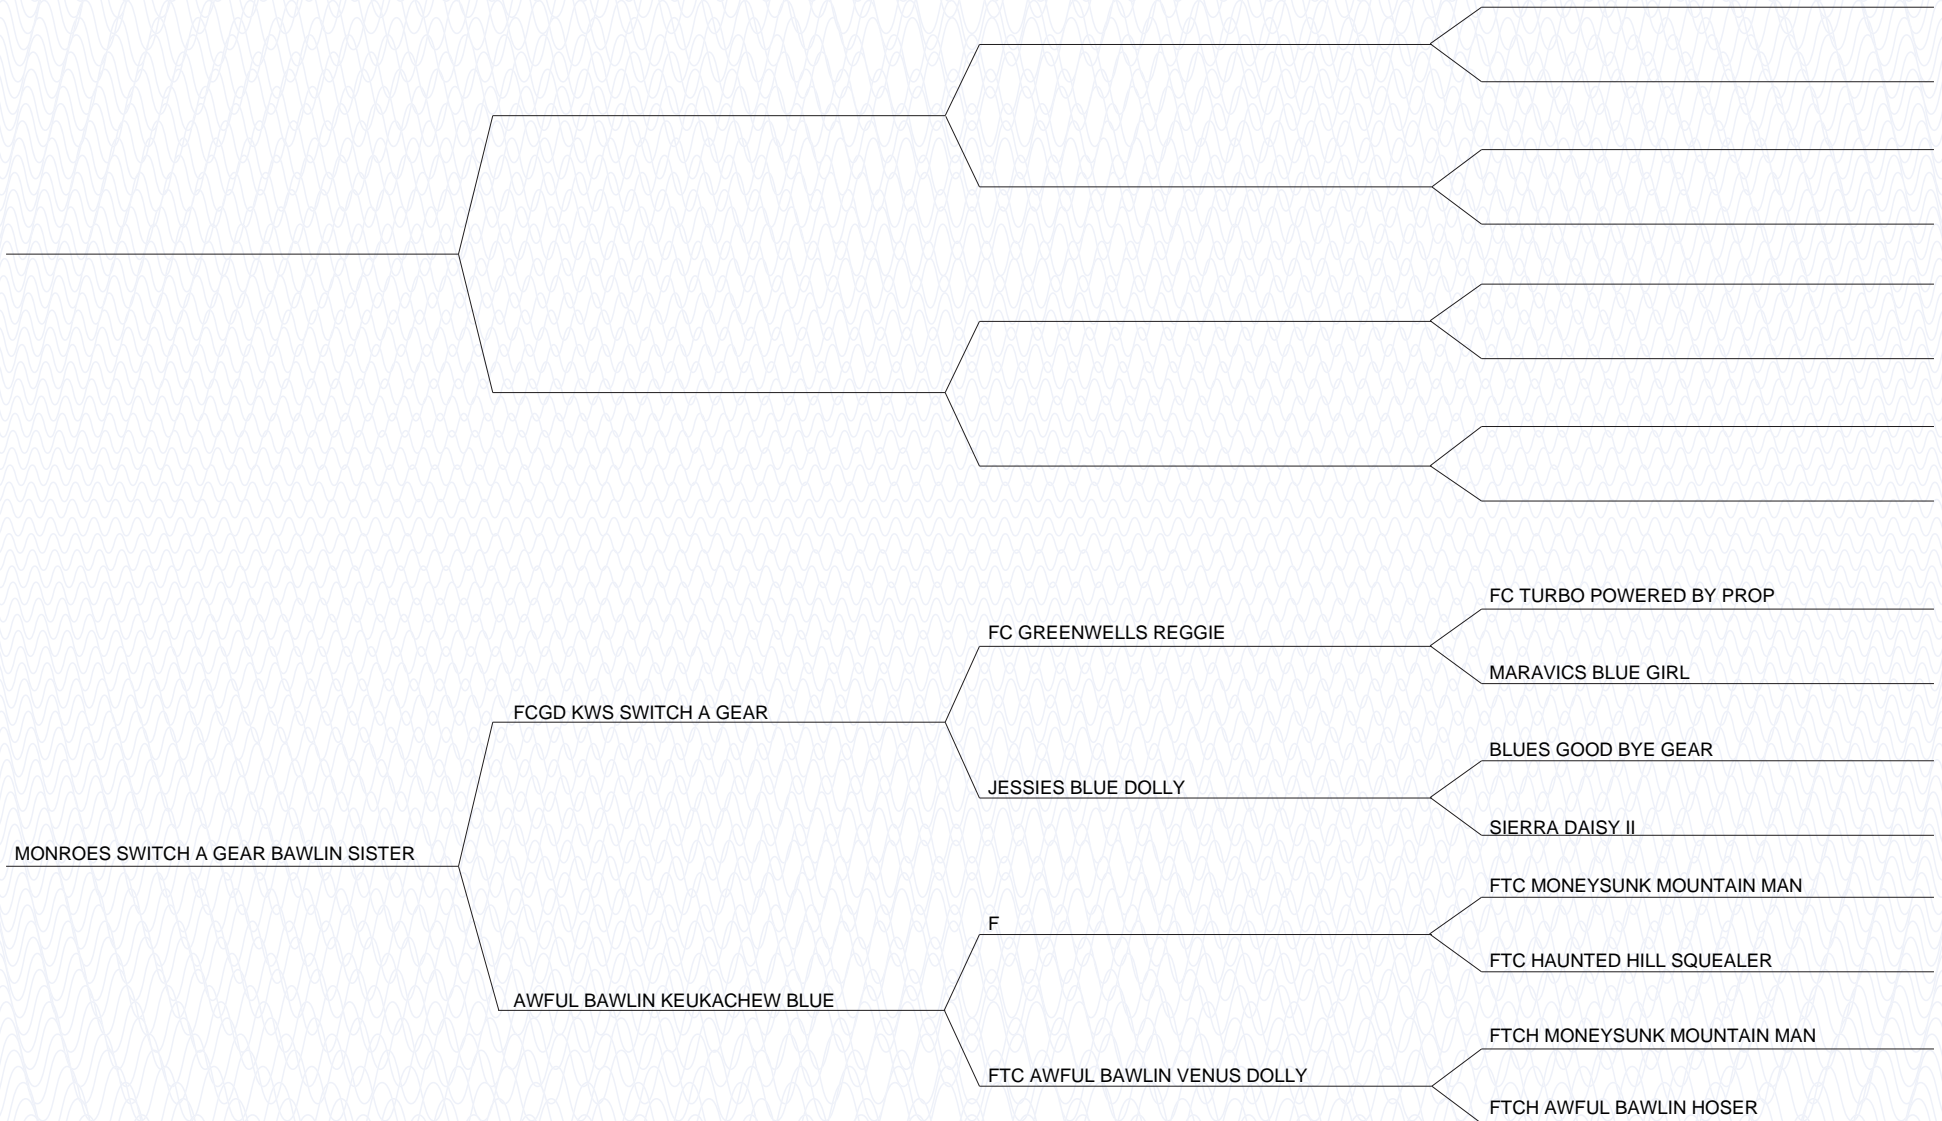 FC TURBO POWERED BY PROP
FC GREENWELLS REGGIE
MARAVICS BLUE GIRL
FCGD KWS SWITCH A GEAR
BLUES GOOD BYE GEAR
JESSIES BLUE DOLLY
SIERRA DAISY II
MONROES SWITCH A GEAR BAWLIN SISTER
FTC MONEYSUNK MOUNTAIN MAN
F
FTC HAUNTED HILL SQUEALER
AWFUL BAWLIN KEUKACHEW BLUE
FTCH MONEYSUNK MOUNTAIN MAN
FTC AWFUL BAWLIN VENUS DOLLY
FTCH AWFUL BAWLIN HOSER